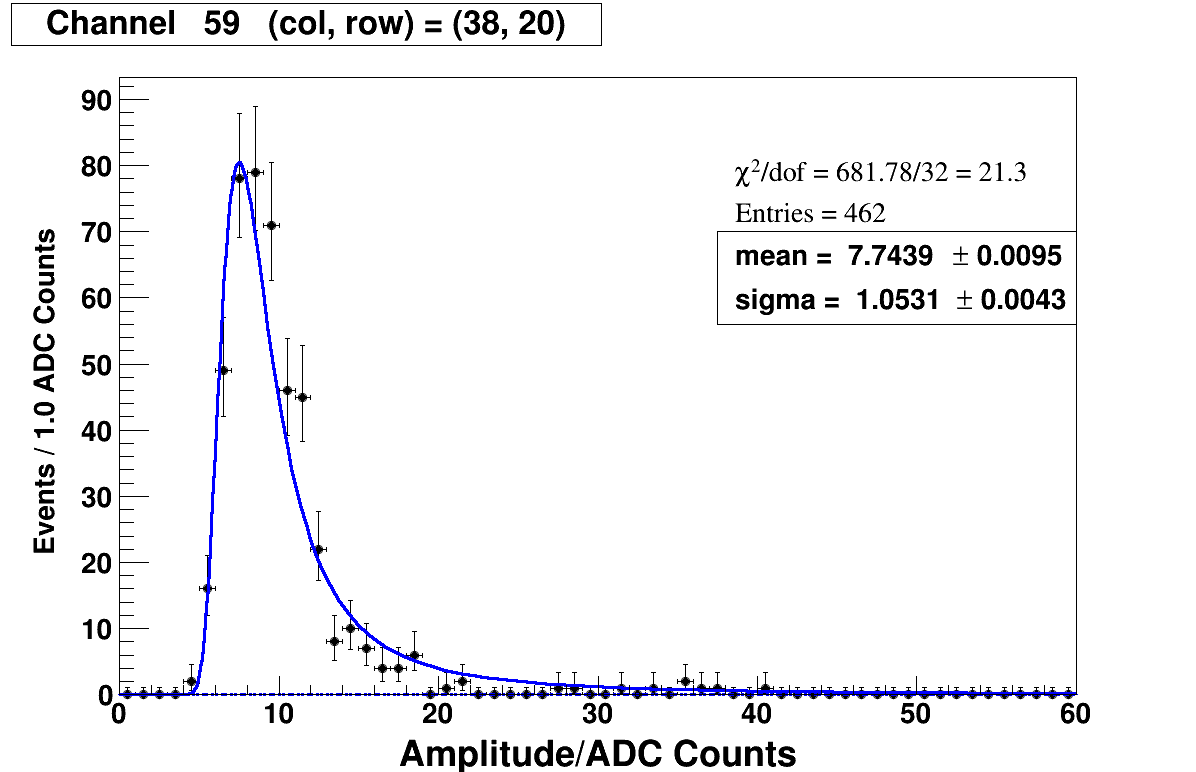 Channel 59 (col, row) = (38, 20)
90
80
70
60
50
40
30
20
10
0
Events / 1.0 ADC Counts
χ²/dof = 681.78/32 = 21.3
Entries = 462
mean = 7.7439 ± 0.0095
sigma = 1.0531 ± 0.0043
0 10 20 30 40 50 60
Amplitude/ADC Counts